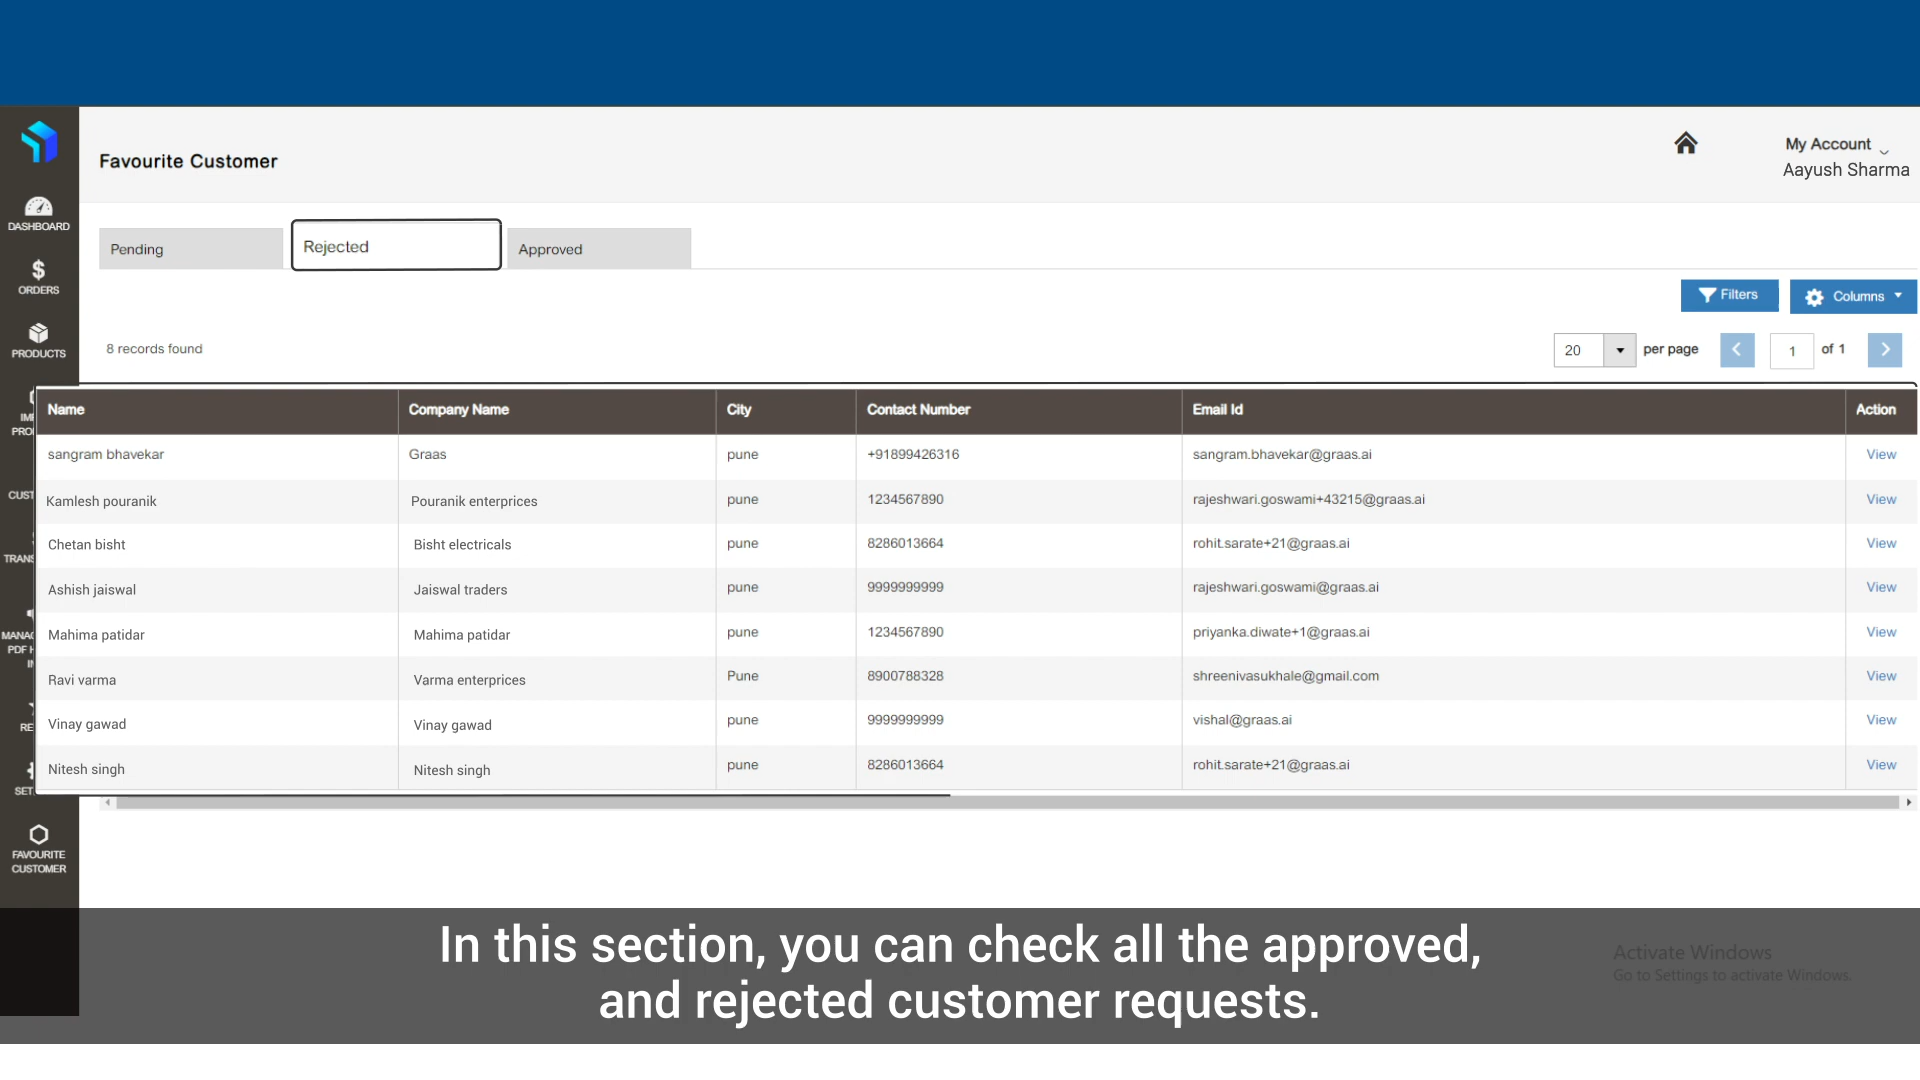 Favourite Customer
My Account
Aayush Sharma
DASHBOARD
Pending
Rejected
Approved
ORDERS
Filters
Columns
PRODUCTS
8 records found
20
per page
1
of 1
Name Company Name City Contact Number Email Id Action
sangram bhavekar Graas pune +91899426316 sangram.bhavekar@graas.ai View
Kamlesh pouranik Pouranik enterprices pune 1234567890 rajeshwari.goswami+43215@graas.ai View
Chetan bisht Bisht electricals pune 8286013664 rohit.sarate+21@graas.ai View
Ashish jaiswal Jaiswal traders pune 9999999999 rajeshwari.goswami@graas.ai View
Mahima patidar Mahima patidar pune 1234567890 priyanka.diwate+1@graas.ai View
Ravi varma Varma enterprices Pune 8900788328 shreenivasukhale@gmail.com View
Vinay gawad Vinay gawad pune 9999999999 vishal@graas.ai View
Nitesh singh Nitesh singh pune 8286013664 rohit.sarate+21@graas.ai View
FAVOURITE
CUSTOMER
In this section, you can check all the approved,
and rejected customer requests.
Activate Windows
Go to Settings to activate Windows.